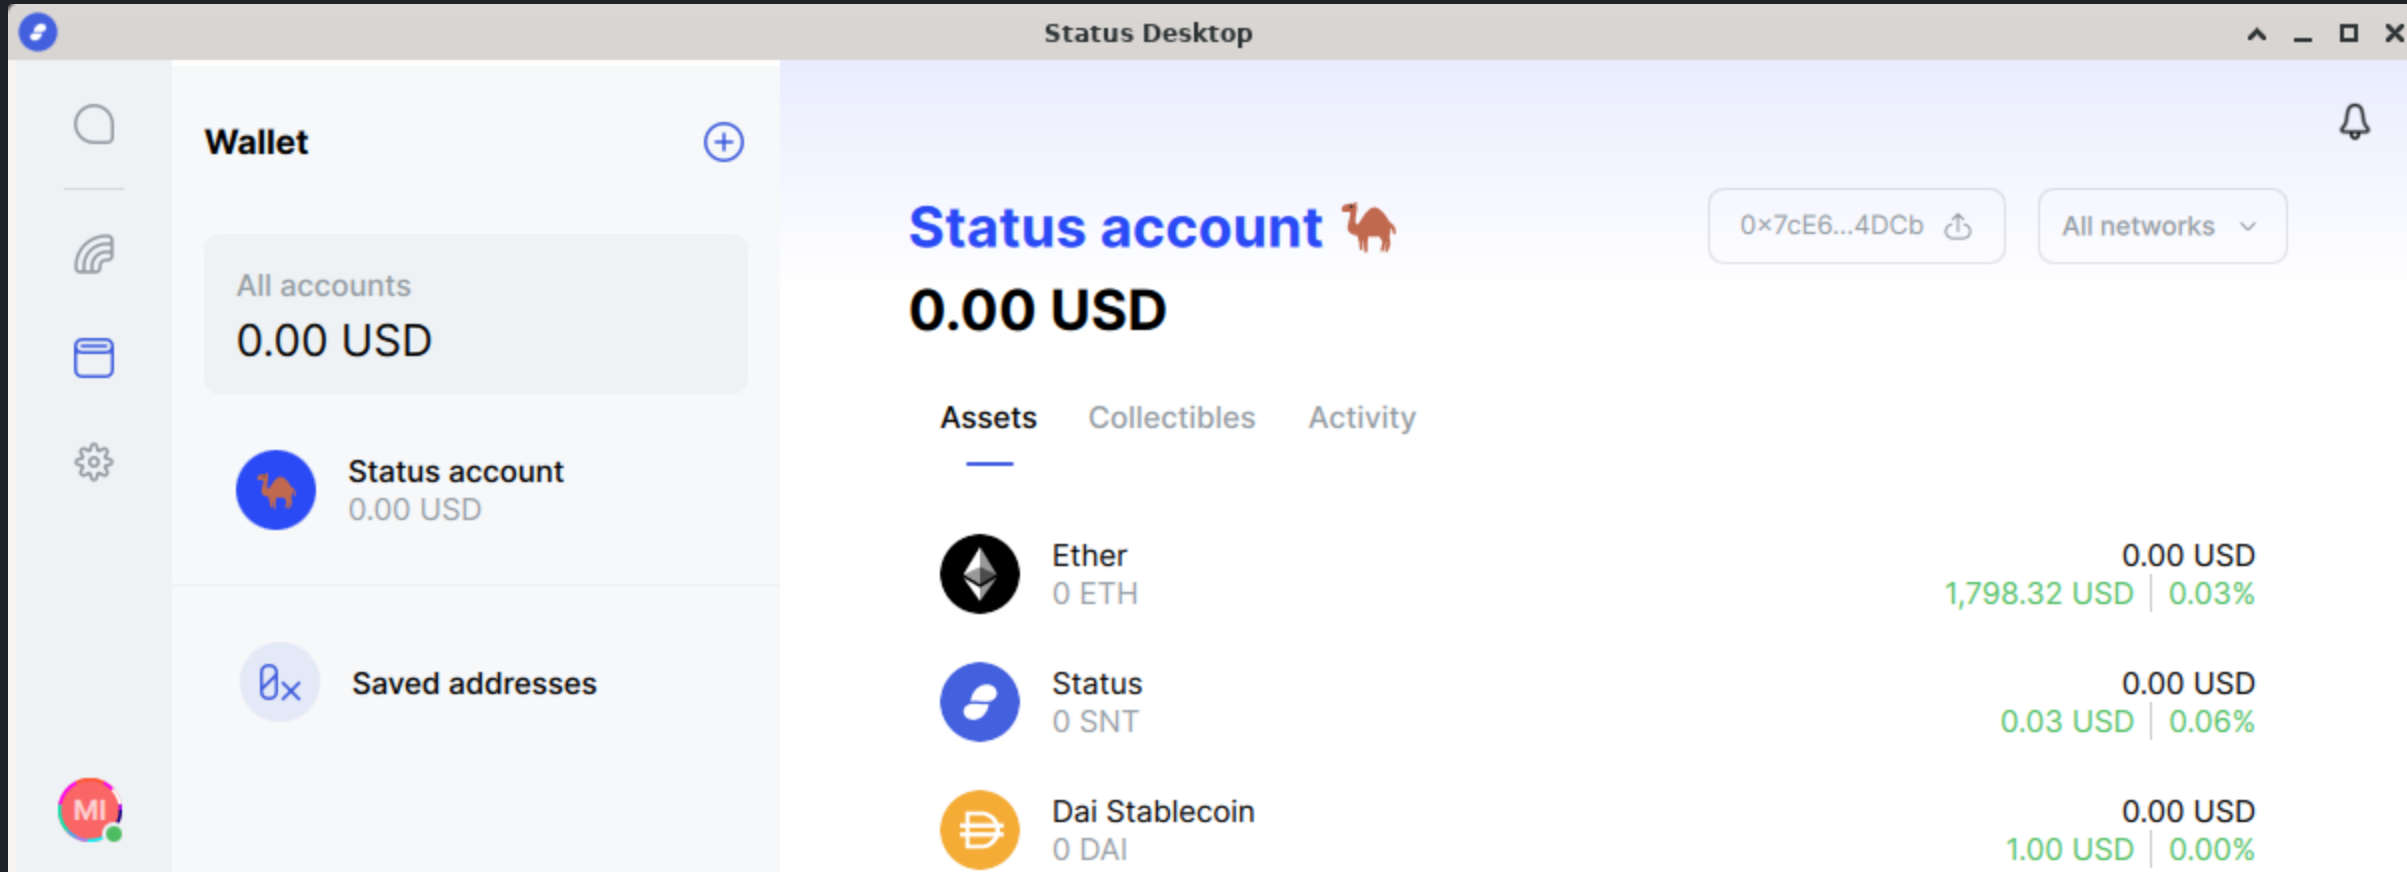 Status Desktop
Wallet
All accounts
0.00 USD
Status account
0.00 USD
Saved addresses
MI
Status account
0×7cE6...4DCb
All networks
0.00 USD
Assets Collectibles Activity
Ether 0.00 USD
0 ETH 1,798.32 USD 0.03%
Status 0.00 USD
0 SNT 0.03 USD 0.06%
Dai Stablecoin 0.00 USD
0 DAI 1.00 USD 0.00%